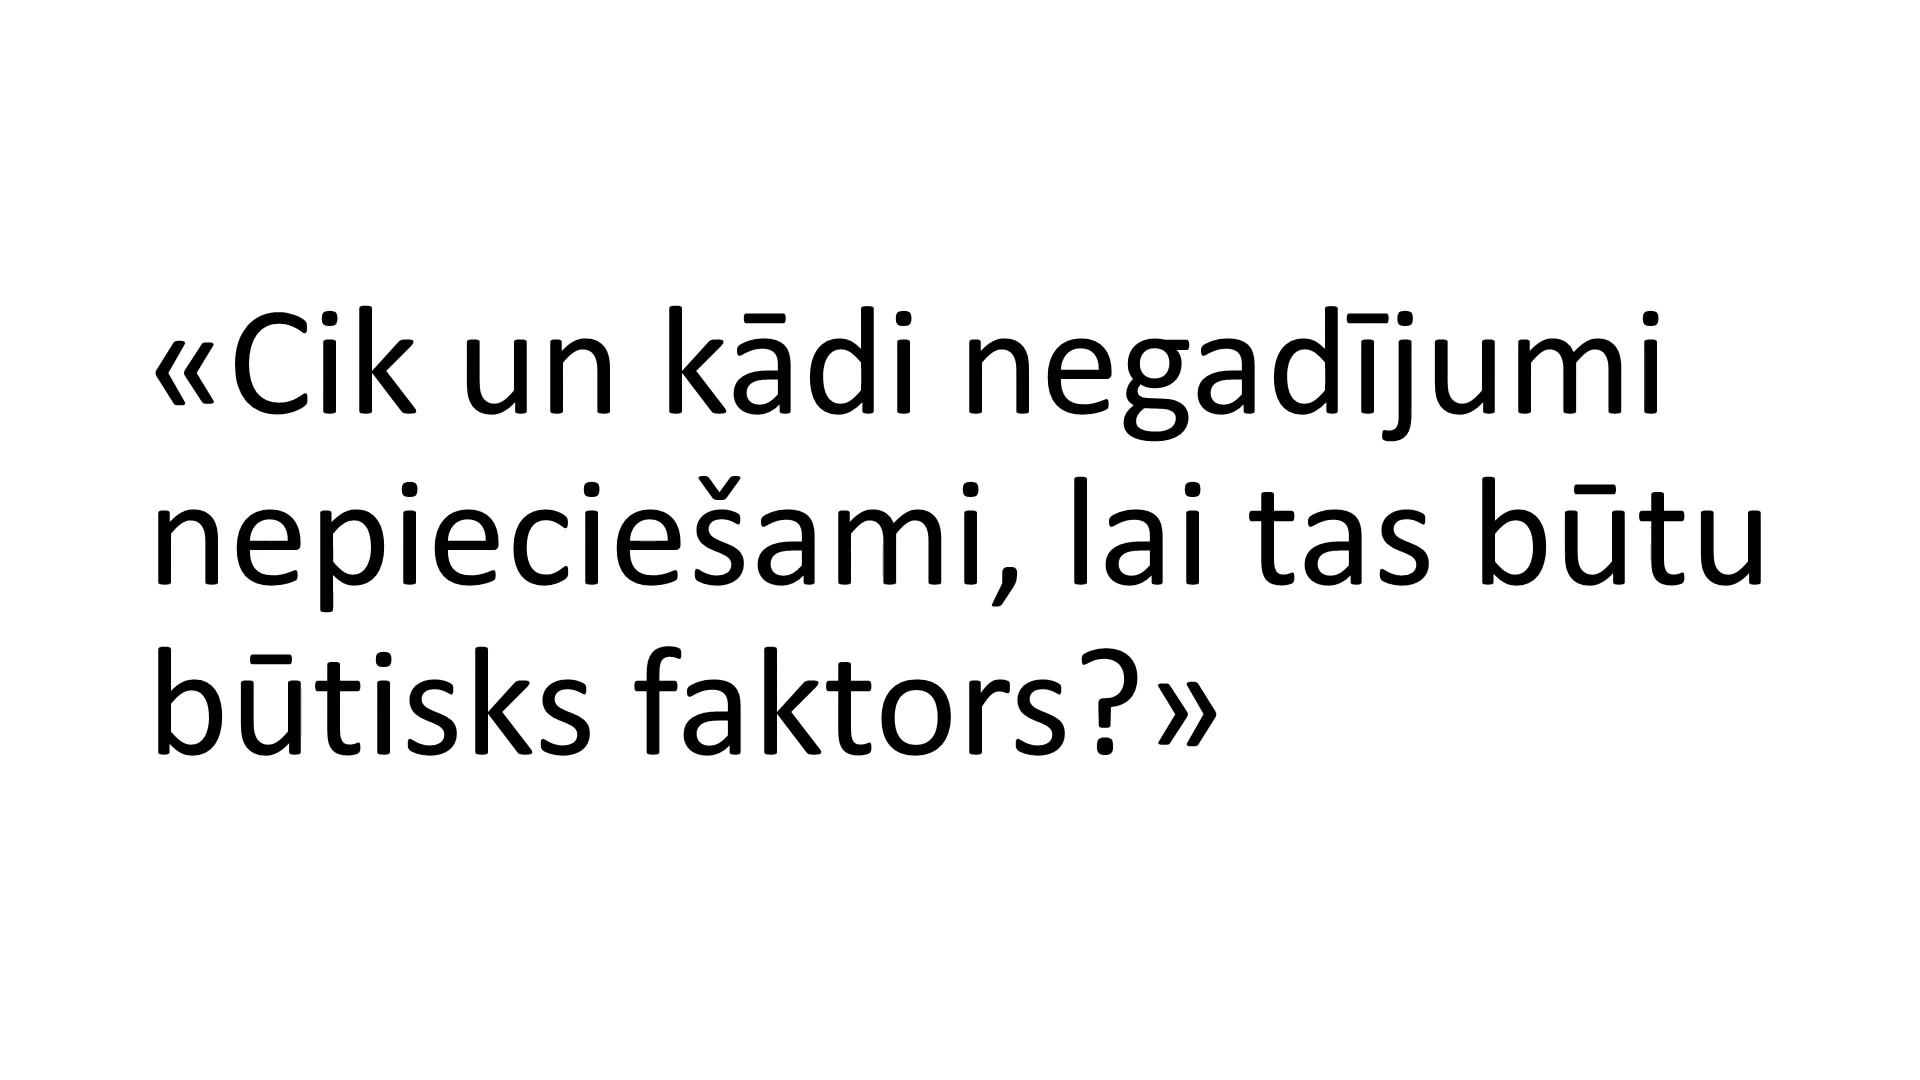 «Cik un kādi negadījumi
nepieciešami, lai tas būtu
būtisks faktors?»